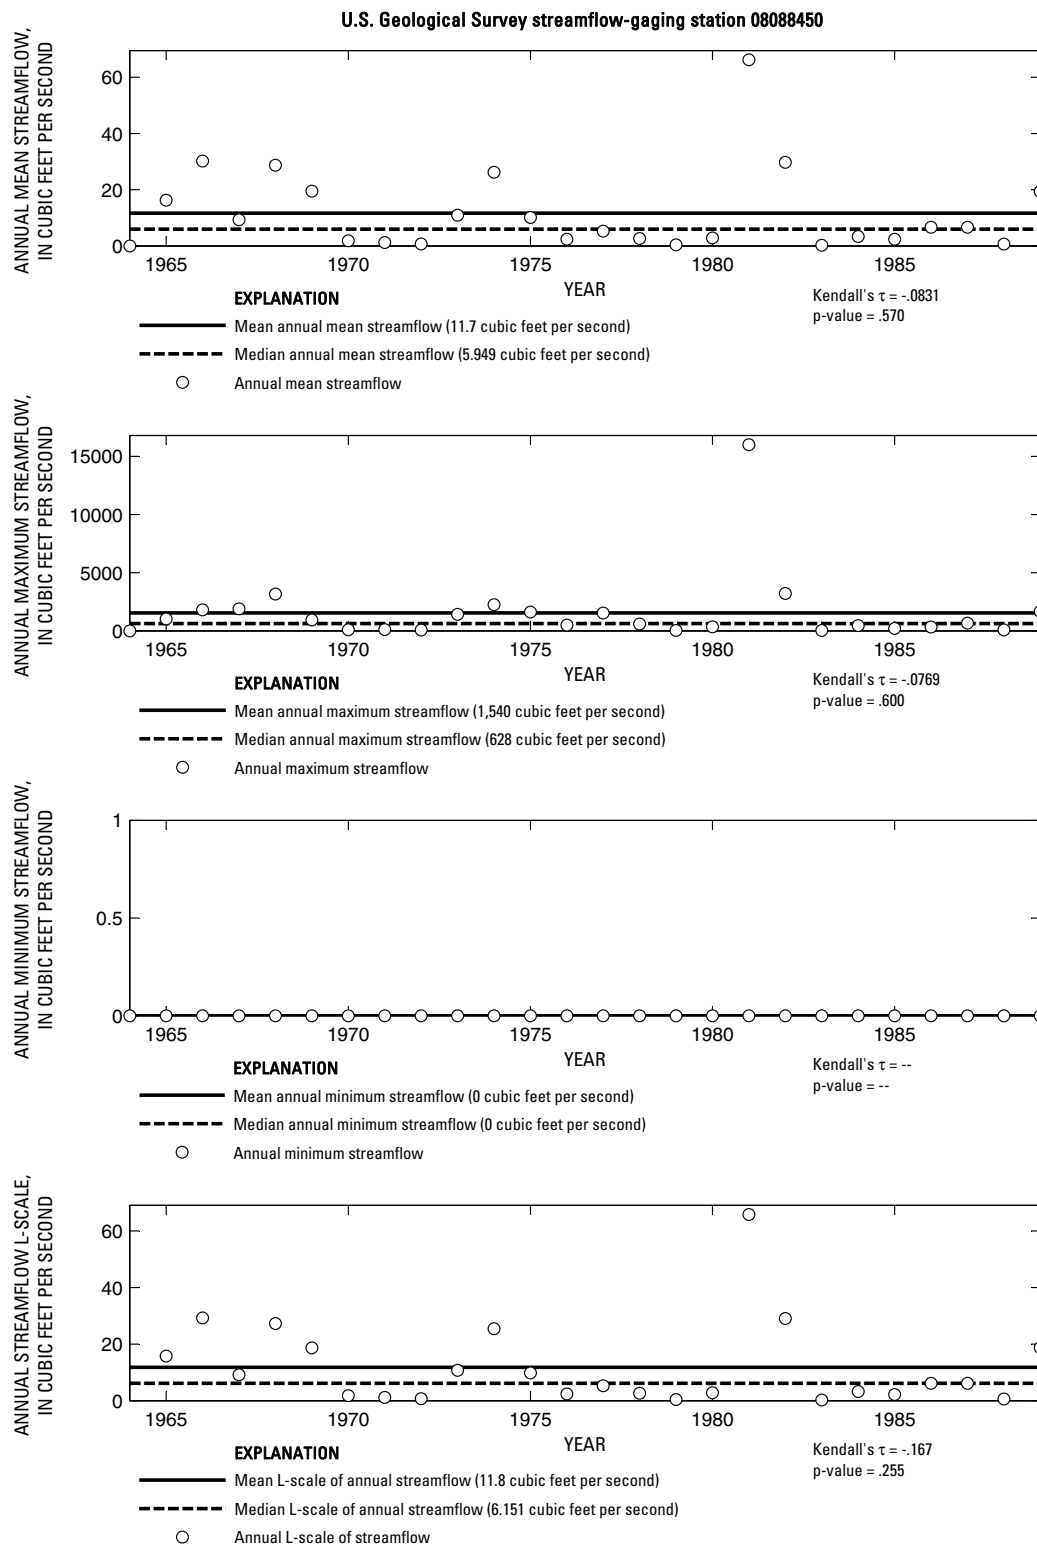 U.S. Geological Survey streamflow-gaging station 08088450
ANNUAL MEAN STREAMFLOW,
IN CUBIC FEET PER SECOND
60
40
20
0
1965 1970 1975 1980 1985
YEAR
EXPLANATION
Mean annual mean streamflow (11.7 cubic feet per second)
Median annual mean streamflow (5.949 cubic feet per second)
Annual mean streamflow
Kendall's τ = -.0831
p-value = .570
ANNUAL MAXIMUM STREAMFLOW,
IN CUBIC FEET PER SECOND
15000
10000
5000
0
1965 1970 1975 1980 1985
YEAR
EXPLANATION
Mean annual maximum streamflow (1,540 cubic feet per second)
Median annual maximum streamflow (628 cubic feet per second)
Annual maximum streamflow
Kendall's τ = -.0769
p-value = .600
ANNUAL MINIMUM STREAMFLOW,
IN CUBIC FEET PER SECOND
1
0.5
0
1965 1970 1975 1980 1985
YEAR
EXPLANATION
Mean annual minimum streamflow (0 cubic feet per second)
Median annual minimum streamflow (0 cubic feet per second)
Annual minimum streamflow
Kendall's τ = --
p-value = --
ANNUAL STREAMFLOW L-SCALE,
IN CUBIC FEET PER SECOND
60
40
20
0
1965 1970 1975 1980 1985
YEAR
EXPLANATION
Mean L-scale of annual streamflow (11.8 cubic feet per second)
Median L-scale of annual streamflow (6.151 cubic feet per second)
Annual L-scale of streamflow
Kendall's τ = -.167
p-value = .255